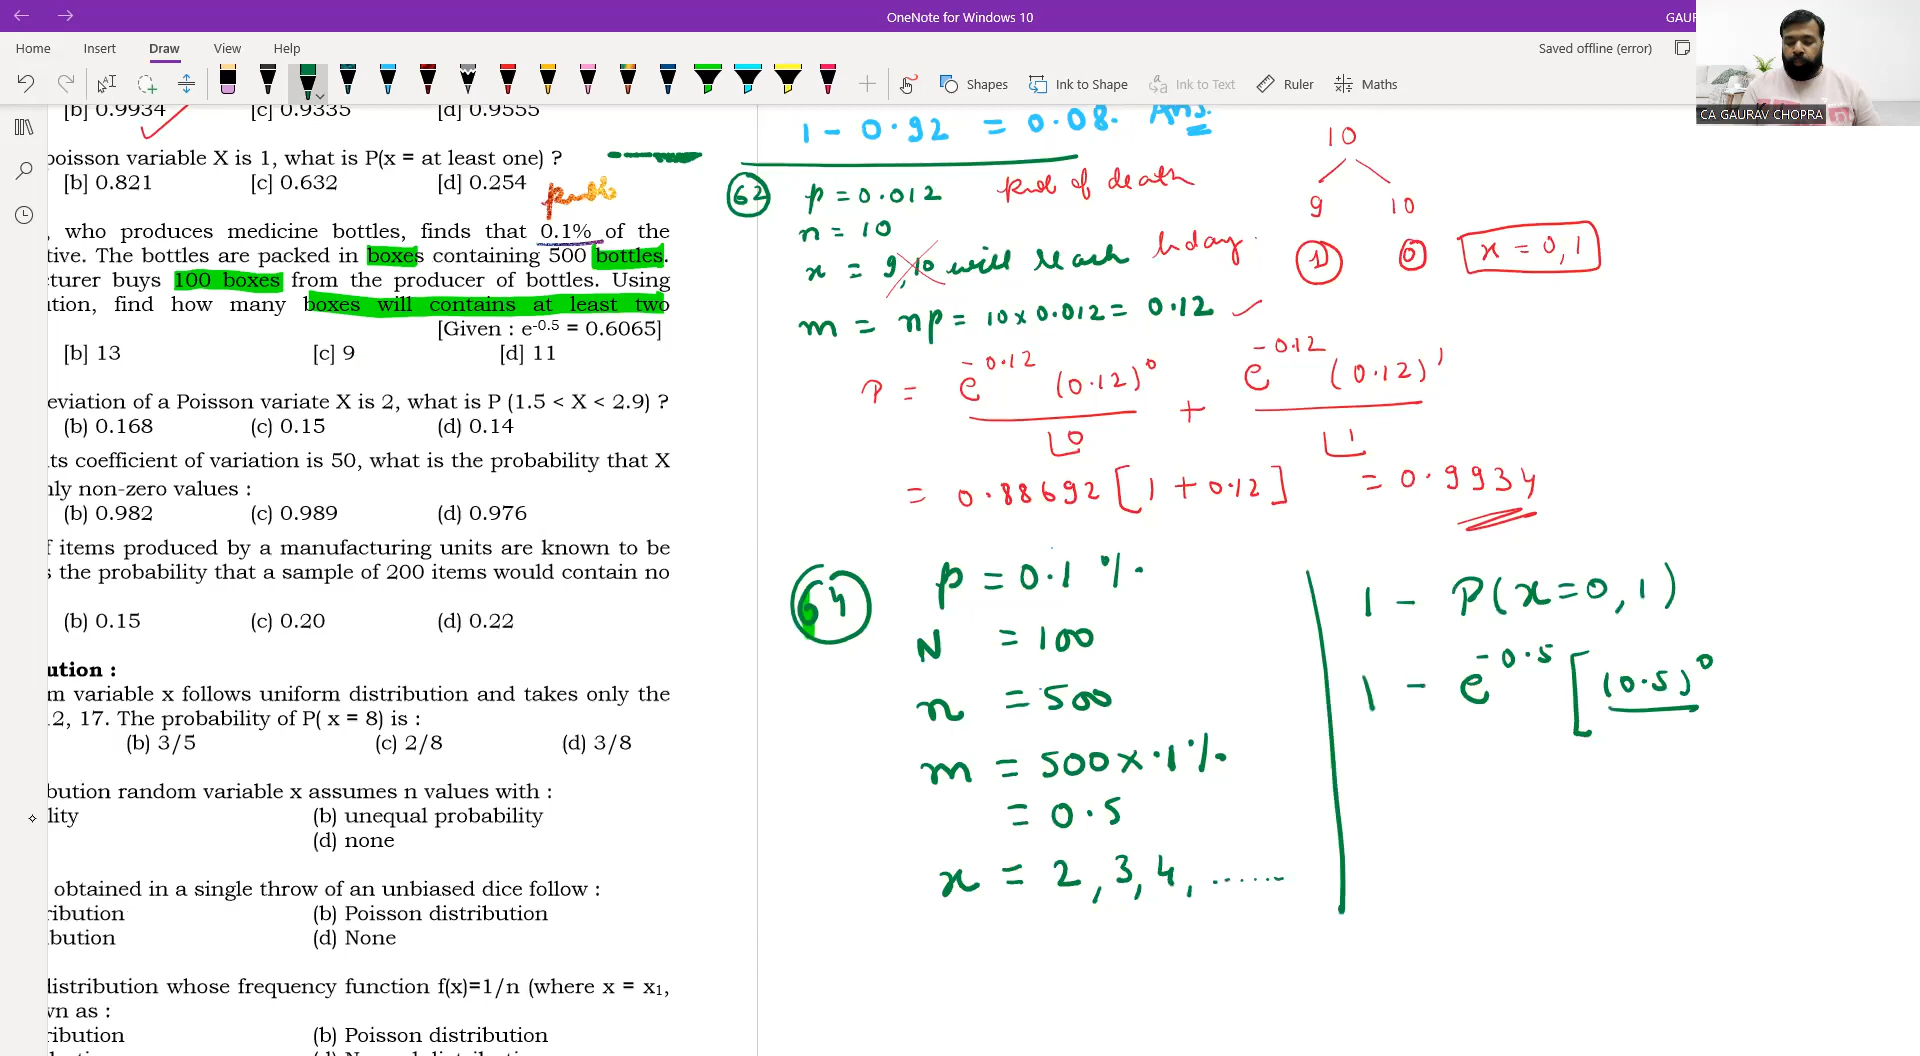 OneNote for Windows 10
GAUR
Home Insert Draw View Help
Saved offline (error)
Shapes Ink to Shape Ink to Text Ruler Maths
CA GAURAV CHOPRA
[b] 0.9934 [c] 0.9335 [d] 0.9555
poisson variable X is 1, what is P(x = at least one) ?
[b] 0.821 [c] 0.632 [d] 0.254
, who produces medicine bottles, finds that 0.1% of the
tive. The bottles are packed in boxes containing 500 bottles.
cturer buys 100 boxes from the producer of bottles. Using
ution, find how many boxes will contains at least two
[Given : e-0.5 = 0.6065]
[b] 13 [c] 9 [d] 11
eviation of a Poisson variate X is 2, what is P (1.5 < X < 2.9) ?
(b) 0.168 (c) 0.15 (d) 0.14
its coefficient of variation is 50, what is the probability that X
nly non-zero values :
(b) 0.982 (c) 0.989 (d) 0.976
f items produced by a manufacturing units are known to be
s the probability that a sample of 200 items would contain no
(b) 0.15 (c) 0.20 (d) 0.22
ution :
m variable x follows uniform distribution and takes only the
12, 17. The probability of P( x = 8) is :
(b) 3/5 (c) 2/8 (d) 3/8
bution random variable x assumes n values with :
lity (b) unequal probability
(d) none
obtained in a single throw of an unbiased dice follow :
ribution (b) Poisson distribution
bution (d) None
distribution whose frequency function f(x)=1/n (where x = x1,
wn as :
ribution (b) Poisson distribution
1 - 0.92 = 0.08. Ans.
62 p = 0.012 prob of death
n = 10
x = 9, 10 will reach bday.
10
9 10
1 0
x = 0, 1
m = np = 10 x 0.012 = 0.12
P = e-0.12 (0.12)0 + e-0.12 (0.12)1
0 1
= 0.88692 [1 + 0.12] = 0.9934
64 p = 0.1 %.
N = 100
n = 500
m = 500 x .1 %.
= 0.5
x = 2, 3, 4, ......
1 - P(x = 0, 1)
1 - e-0.5 [(0.5)0